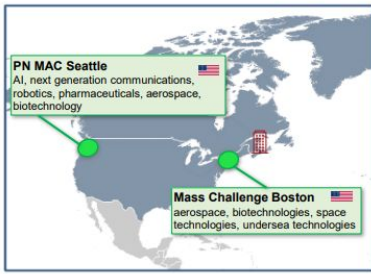 PN MAC Seattle
AI, next generation communications,
robotics, pharmaceuticals, aerospace,
biotechnology
Mass Challenge Boston
aerospace, biotechnologies, space
technologies, undersea technologies